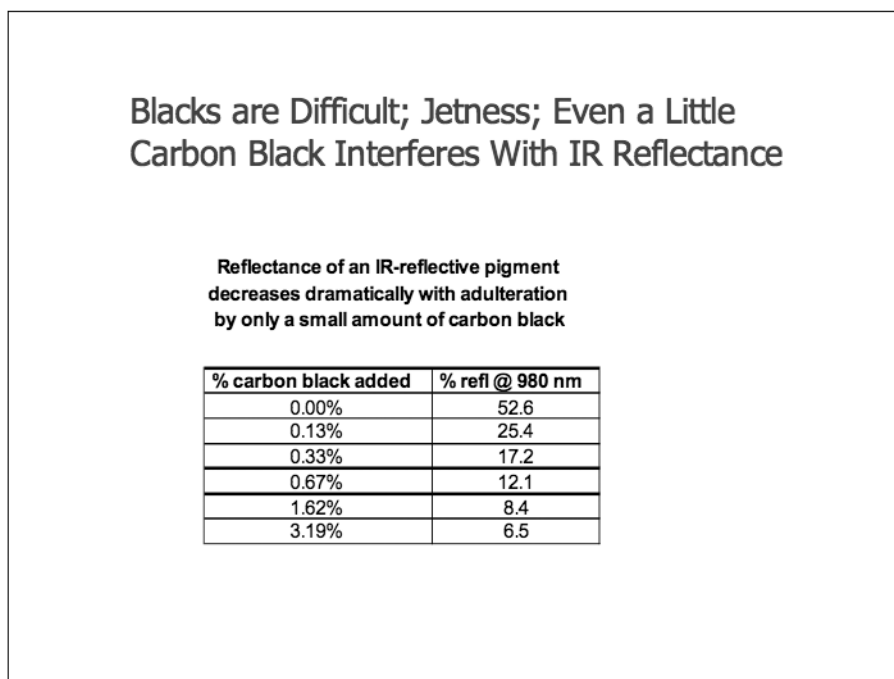 Blacks are Difficult; Jetness; Even a Little
Carbon Black Interferes With IR Reflectance
Reflectance of an IR-reflective pigment
decreases dramatically with adulteration
by only a small amount of carbon black
% carbon black added % refl @ 980 nm
0.00% 52.6
0.13% 25.4
0.33% 17.2
0.67% 12.1
1.62% 8.4
3.19% 6.5